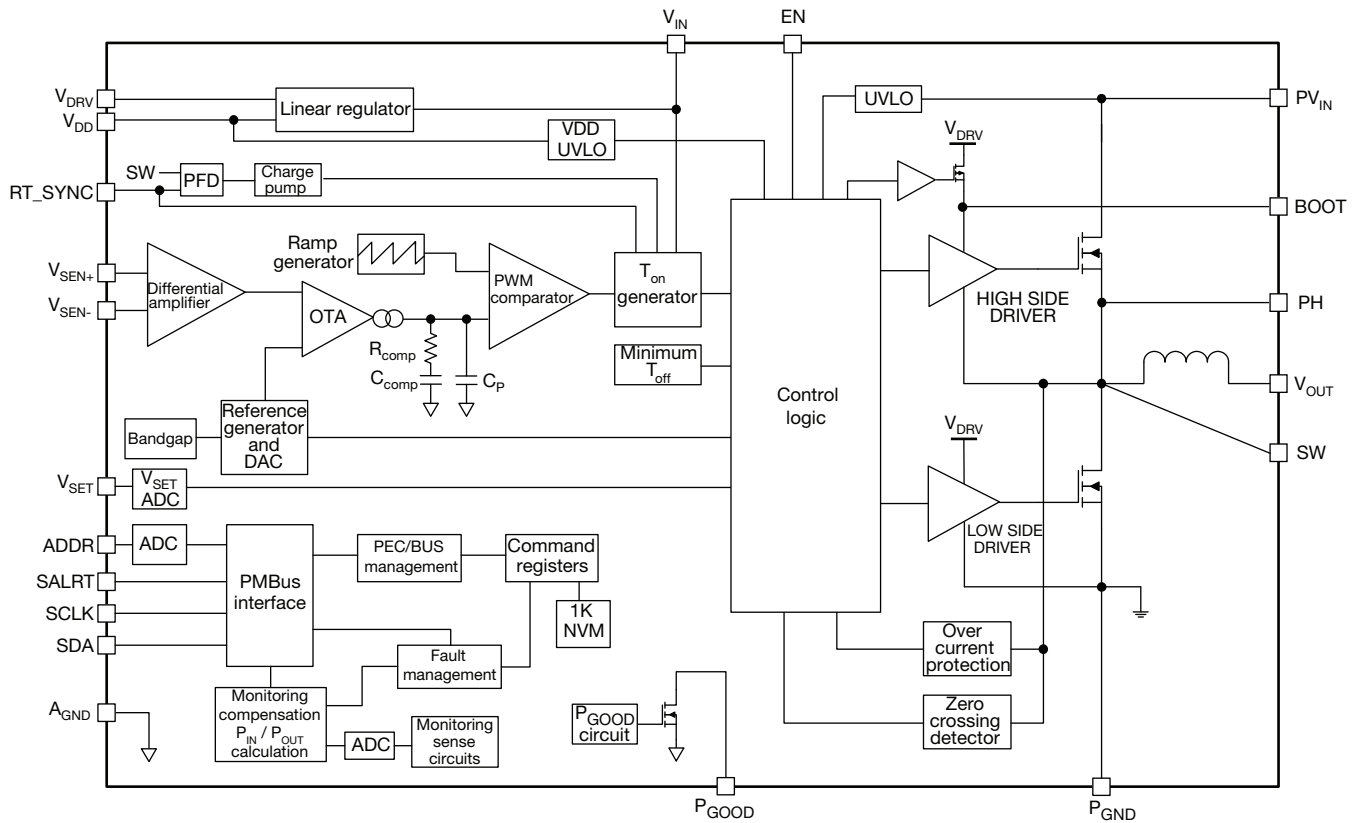 V_IN
EN
V_DRV
V_DD
Linear regulator
VDD
UVLO
UVLO
PV_IN
V_DRV
SW
RT_SYNC
PFD
Charge
pump
BOOT
V_SEN+
V_SEN-
Differential
amplifier
Ramp
generator
OTA
PWM
comparator
T_on
generator
R_comp
C_comp
C_P
Minimum
T_off
Control
logic
HIGH SIDE
DRIVER
PH
V_OUT
SW
Bandgap
Reference
generator
and
DAC
V_SET
V_SET
ADC
V_DRV
LOW SIDE
DRIVER
ADDR
ADC
SALRT
SCLK
SDA
PMBus
interface
PEC/BUS
management
Command
registers
1K
NVM
Fault
management
Over
current
protection
Zero
crossing
detector
A_GND
Monitoring
compensation
P_IN / P_OUT
calculation
ADC
Monitoring
sense
circuits
P_GOOD
circuit
P_GOOD
P_GND